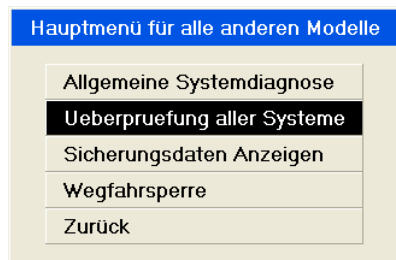 Hauptmenü für alle anderen Modelle
Allgemeine Systemdiagnose
Ueberpruefung aller Systeme
Sicherungsdaten Anzeigen
Wegfahrsperre
Zurück